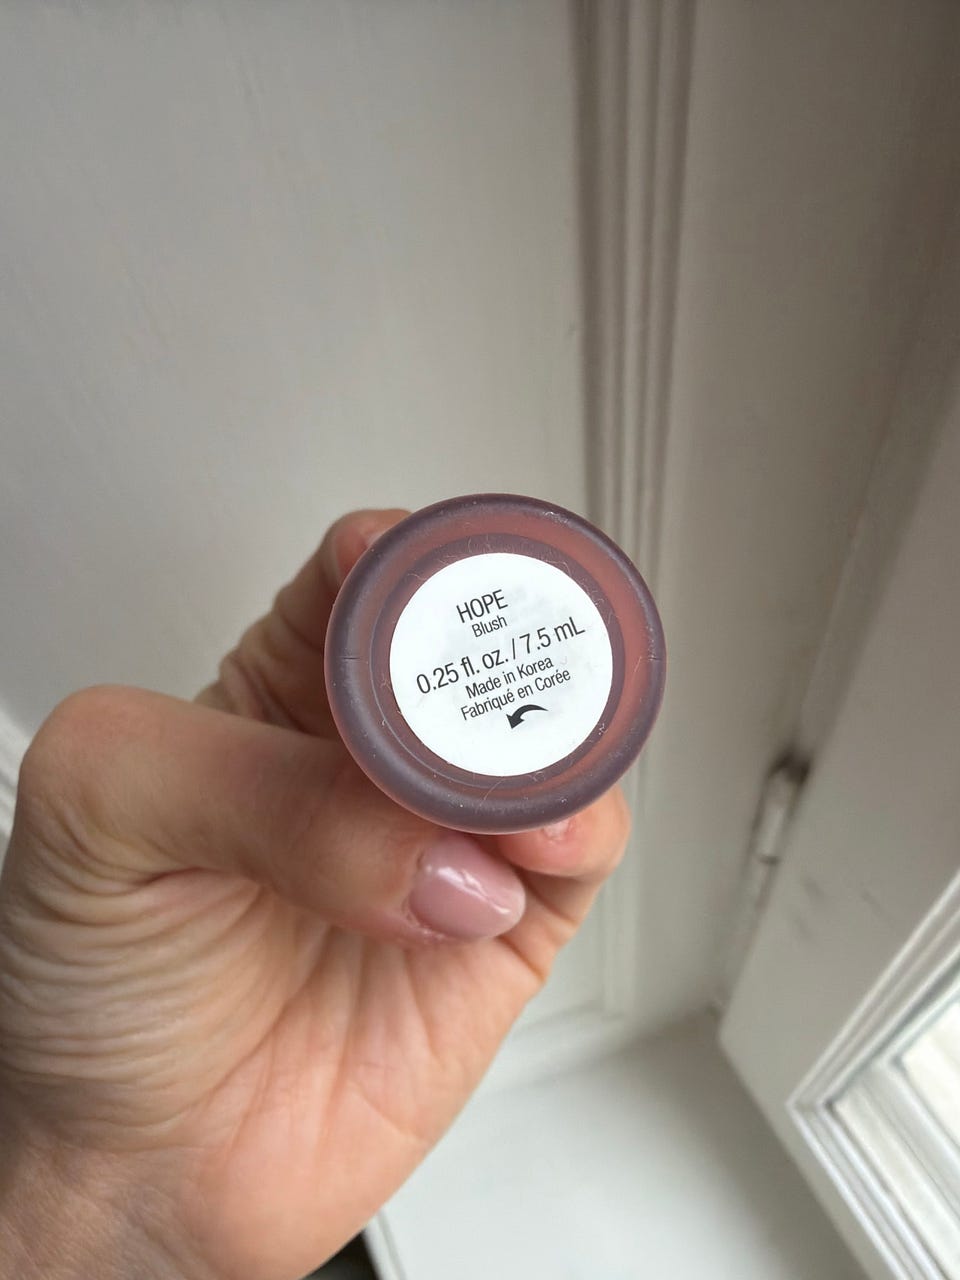 HOPE
Blush
0.25 fl. oz. / 7.5 mL
Made in Korea
Fabriqué en Corée